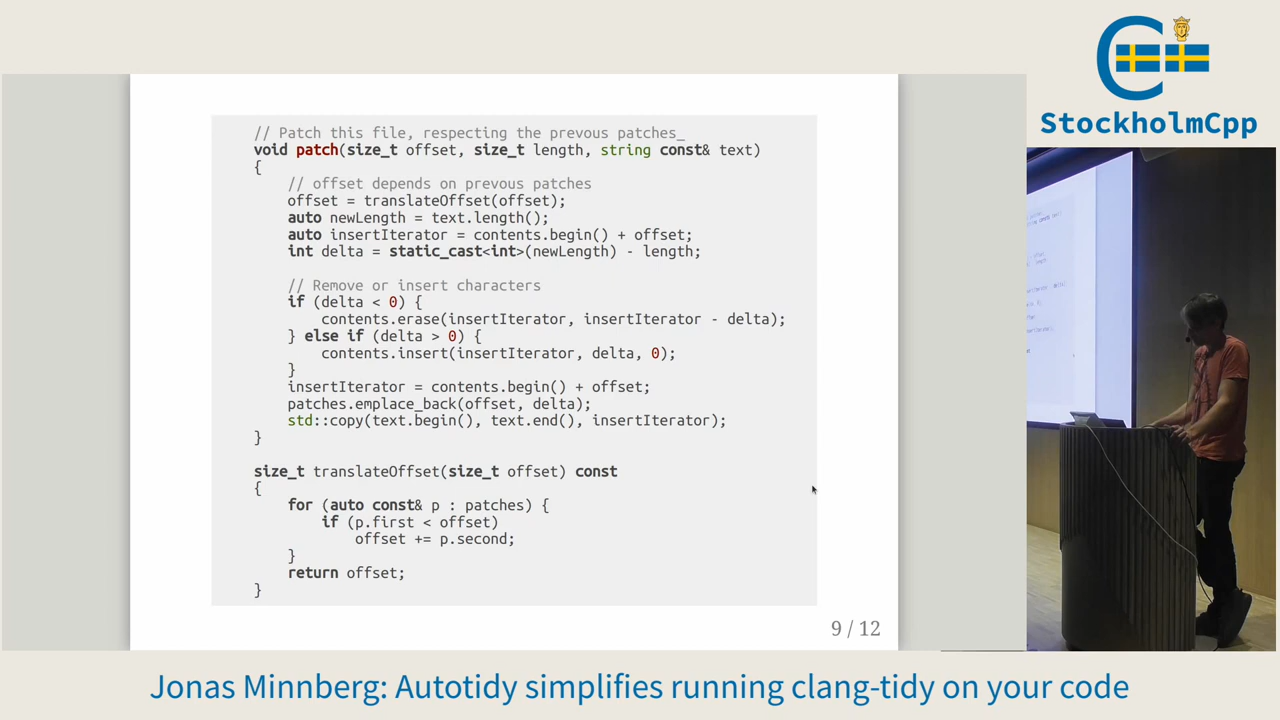 // Patch this file, respecting the prevous patches_
void patch(size_t offset, size_t length, string const& text)
{
    // offset depends on prevous patches
    offset = translateOffset(offset);
    auto newLength = text.length();
    auto insertIterator = contents.begin() + offset;
    int delta = static_cast<int>(newLength) - length;

    // Remove or insert characters
    if (delta < 0) {
        contents.erase(insertIterator, insertIterator - delta);
    } else if (delta > 0) {
        contents.insert(insertIterator, delta, 0);
    }
    insertIterator = contents.begin() + offset;
    patches.emplace_back(offset, delta);
    std::copy(text.begin(), text.end(), insertIterator);
}

size_t translateOffset(size_t offset) const
{
    for (auto const& p : patches) {
        if (p.first < offset)
            offset += p.second;
    }
    return offset;
}
9 / 12
StockholmCpp
Jonas Minnberg: Autotidy simplifies running clang-tidy on your code